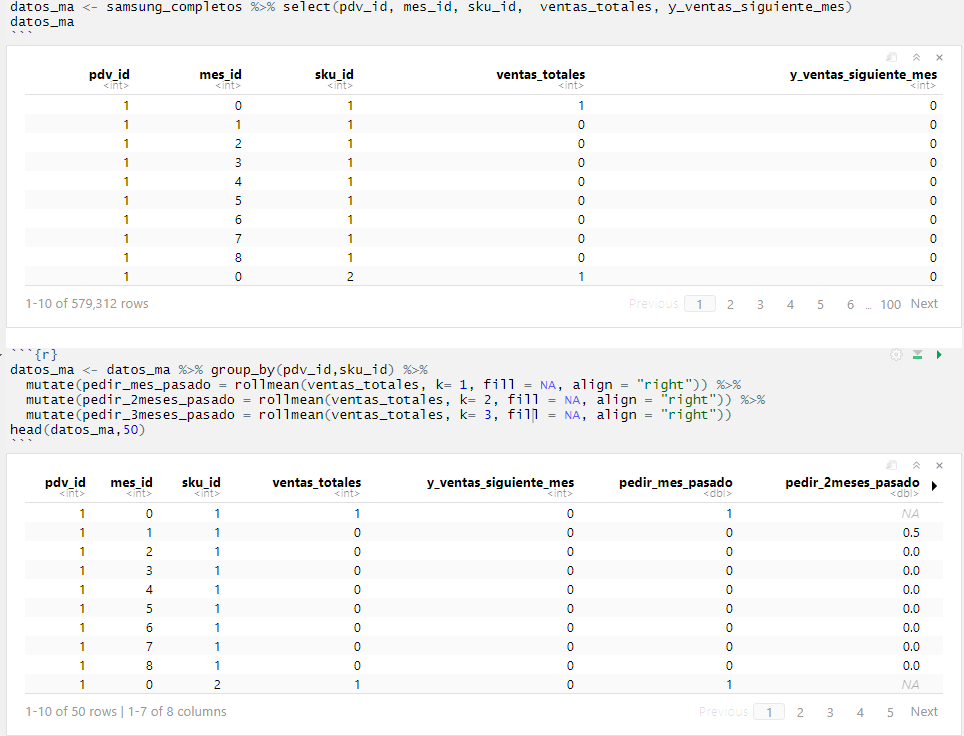 datos_ma <- samsung_completos %>% select(pdv_id, mes_id, sku_id,  ventas_totales, y_ventas_siguiente_mes)
datos_ma
```
pdv_id mes_id sku_id ventas_totales y_ventas_siguiente_mes
<int> <int> <int> <int> <int>
1 0 1 1 0
1 1 1 0 0
1 2 1 0 0
1 3 1 0 0
1 4 1 0 0
1 5 1 0 0
1 6 1 0 0
1 7 1 0 0
1 8 1 0 0
1 0 2 1 0
1-10 of 579,312 rows Previous 1 2 3 4 5 6 ... 100 Next
```{r}
datos_ma <- datos_ma %>% group_by(pdv_id,sku_id) %>%
  mutate(pedir_mes_pasado = rollmean(ventas_totales, k= 1, fill = NA, align = "right")) %>%
  mutate(pedir_2meses_pasado = rollmean(ventas_totales, k= 2, fill = NA, align = "right")) %>%
  mutate(pedir_3meses_pasado = rollmean(ventas_totales, k= 3, fill = NA, align = "right"))
head(datos_ma,50)
```
pdv_id mes_id sku_id ventas_totales y_ventas_siguiente_mes pedir_mes_pasado pedir_2meses_pasado
<int> <int> <int> <int> <int> <dbl> <dbl>
1 0 1 1 0 1 NA
1 1 1 0 0 0 0.5
1 2 1 0 0 0 0.0
1 3 1 0 0 0 0.0
1 4 1 0 0 0 0.0
1 5 1 0 0 0 0.0
1 6 1 0 0 0 0.0
1 7 1 0 0 0 0.0
1 8 1 0 0 0 0.0
1 0 2 1 0 1 NA
1-10 of 50 rows | 1-7 of 8 columns Previous 1 2 3 4 5 Next